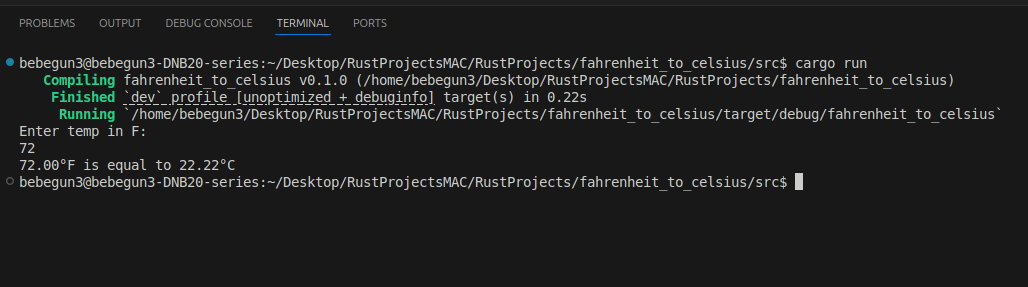 PROBLEMS OUTPUT DEBUG CONSOLE TERMINAL PORTS
bebegun3@bebegun3-DNB20-series:~/Desktop/RustProjectsMAC/RustProjects/fahrenheit_to_celsius/src$ cargo run
Compiling fahrenheit_to_celsius v0.1.0 (/home/bebegun3/Desktop/RustProjectsMAC/RustProjects/fahrenheit_to_celsius)
Finished `dev` profile [unoptimized + debuginfo] target(s) in 0.22s
Running `/home/bebegun3/Desktop/RustProjectsMAC/RustProjects/fahrenheit_to_celsius/target/debug/fahrenheit_to_celsius`
Enter temp in F:
72
72.00°F is equal to 22.22°C
bebegun3@bebegun3-DNB20-series:~/Desktop/RustProjectsMAC/RustProjects/fahrenheit_to_celsius/src$